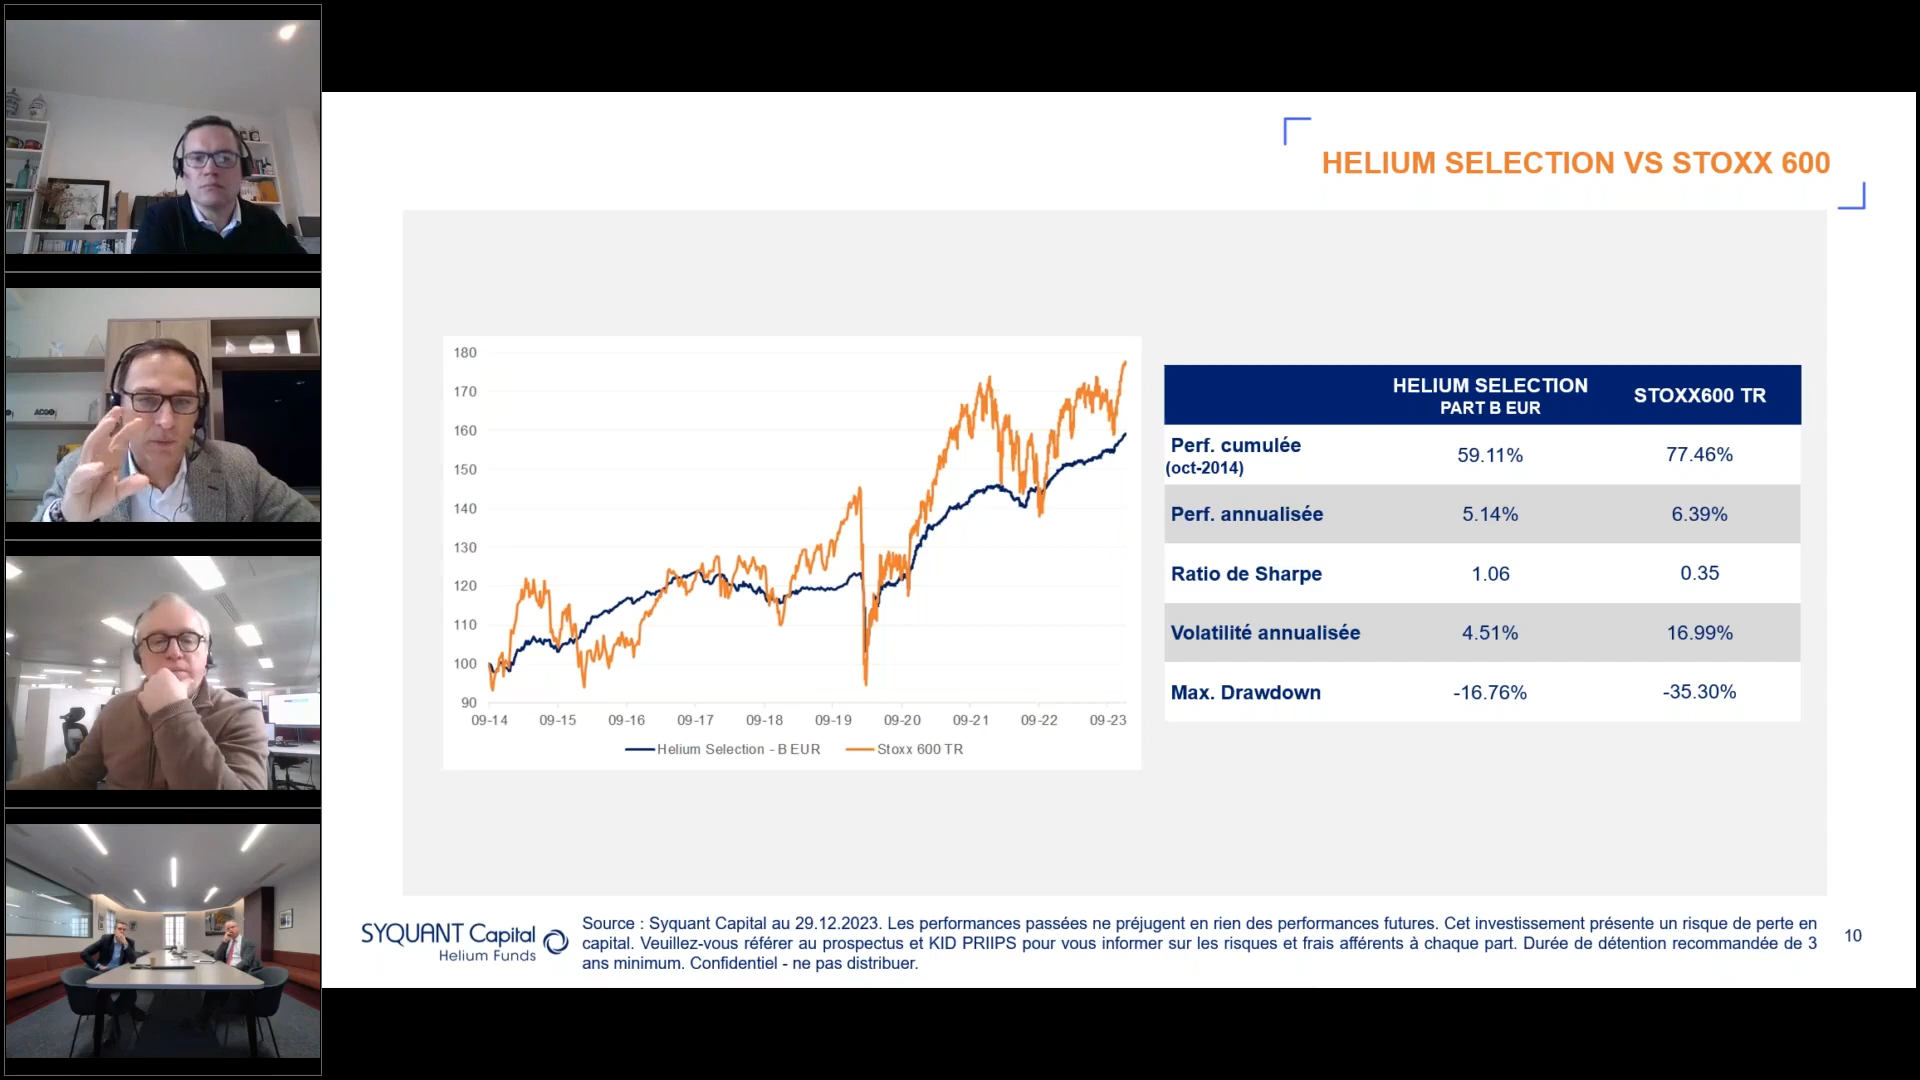 HELIUM SELECTION VS STOXX 600
180
170
160
150
140
130
120
110
100
90
09-14 09-15 09-16 09-17 09-18 09-19 09-20 09-21 09-22 09-23
Helium Selection - B EUR Stoxx 600 TR
HELIUM SELECTION
PART B EUR
STOXX600 TR
Perf. cumulée
(oct-2014)
59.11% 77.46%
Perf. annualisée 5.14% 6.39%
Ratio de Sharpe 1.06 0.35
Volatilité annualisée 4.51% 16.99%
Max. Drawdown -16.76% -35.30%
SYQUANT Capital
Helium Funds
Source : Syquant Capital au 29.12.2023. Les performances passées ne préjugent en rien des performances futures. Cet investissement présente un risque de perte en
capital. Veuillez-vous référer au prospectus et KID PRIIPS pour vous informer sur les risques et frais afférents à chaque part. Durée de détention recommandée de 3
ans minimum. Confidentiel - ne pas distribuer.
10